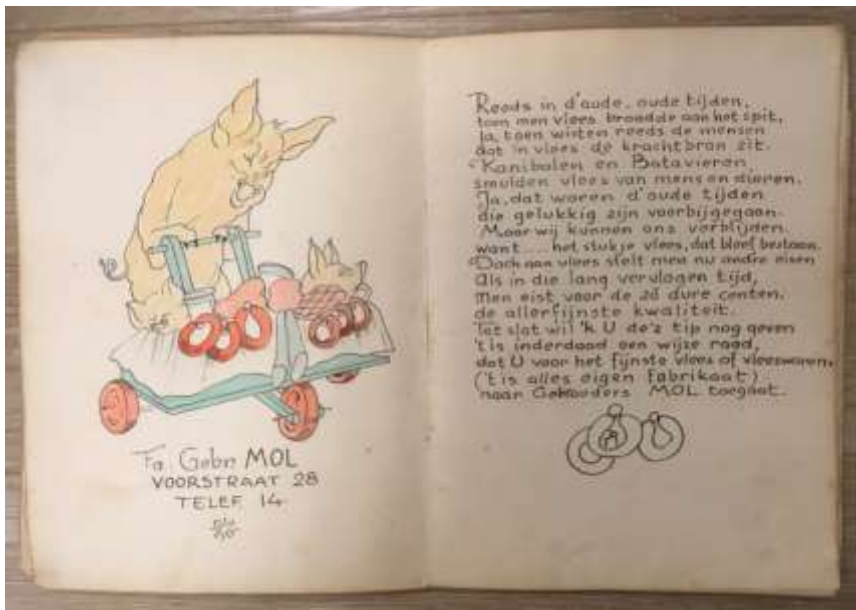 Fa. Gebrs MOL
VOORSTRAAT 28
TELEF. 14.
Reeds in d'oude, oude tijden,
toen men vlees braadde aan het spit,
Ja, toen wisten reeds de mensen
dat in vlees de krachtbron zit.
Kanibalen en Batavieren
smulden vlees van mens en dieren.
Ja, dat waren d'oude tijden
die gelukkig zijn voorbijgegaan.
Maar wij kunnen ons verblijden
want.... het stukje vlees, dat bleef bestaan.
Doch aan vlees stelt men nu andre eisen
Als in die lang vervlogen tijd,
Men eist voor de zo dure centen.
de allerfijnste kwaliteit.
Tot slot wil 'k U de'z tip nog geven
't is inderdaad een wijze raad,
dat U voor het fijnste vlees of vleeswaren.
('t is alles eigen fabrikaat)
naar Gebroeders MOL toegaat.